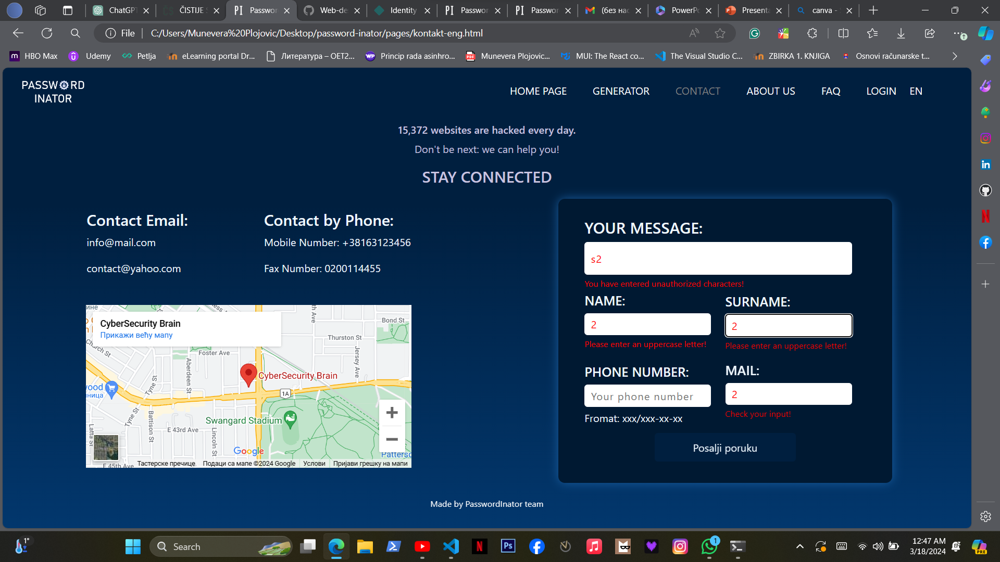 ChatGP
ČISTIJE S
Passwor
Web-de
Identity
Passwor
Passwor
(без нас
PowerPo
Presenta
canva -
File
C:/Users/Munevera%20Plojovic/Desktop/password-inator/pages/kontakt-eng.html
HBO Max
Udemy
Petlja
eLearning portal Dr...
Литература – OET2...
Princip rada asinhro...
Munevera Plojovic...
MUI: The React co...
The Visual Studio C...
ZBIRKA 1. KNJIGA
Osnovi računarske t...
PASSWORD
INATOR
HOME PAGE
GENERATOR
CONTACT
ABOUT US
FAQ
LOGIN
EN
15,372 websites are hacked every day.
Don't be next: we can help you!
STAY CONNECTED
Contact Email:
info@mail.com
contact@yahoo.com
Contact by Phone:
Mobile Number: +38163123456
Fax Number: 0200114455
CyberSecurity Brain
Прикажи већу мапу
Church St
Foster Ave
Aberdeen St
Thurston St
Bond St
Jersey Ave
CyberSecurity Brain
1A
Tyne St
Tyne St
Battison St
Swangard Stadium
E 43rd Ave
Lincoln St
E 45th Ave
Google
Patterso
Тастерске пречице
Подаци са мапе ©2024 Google
Услови
Пријави грешку на мапи
YOUR MESSAGE:
s2
You have entered unauthorized characters!
NAME:
2
Please enter an uppercase letter!
SURNAME:
2
Please enter an uppercase letter!
PHONE NUMBER:
Your phone number
Fromat: xxx/xxx-xx-xx
MAIL:
2
Check your input!
Posalji poruku
Made by PasswordInator team
1°
Search
1
12:47 AM
3/18/2024